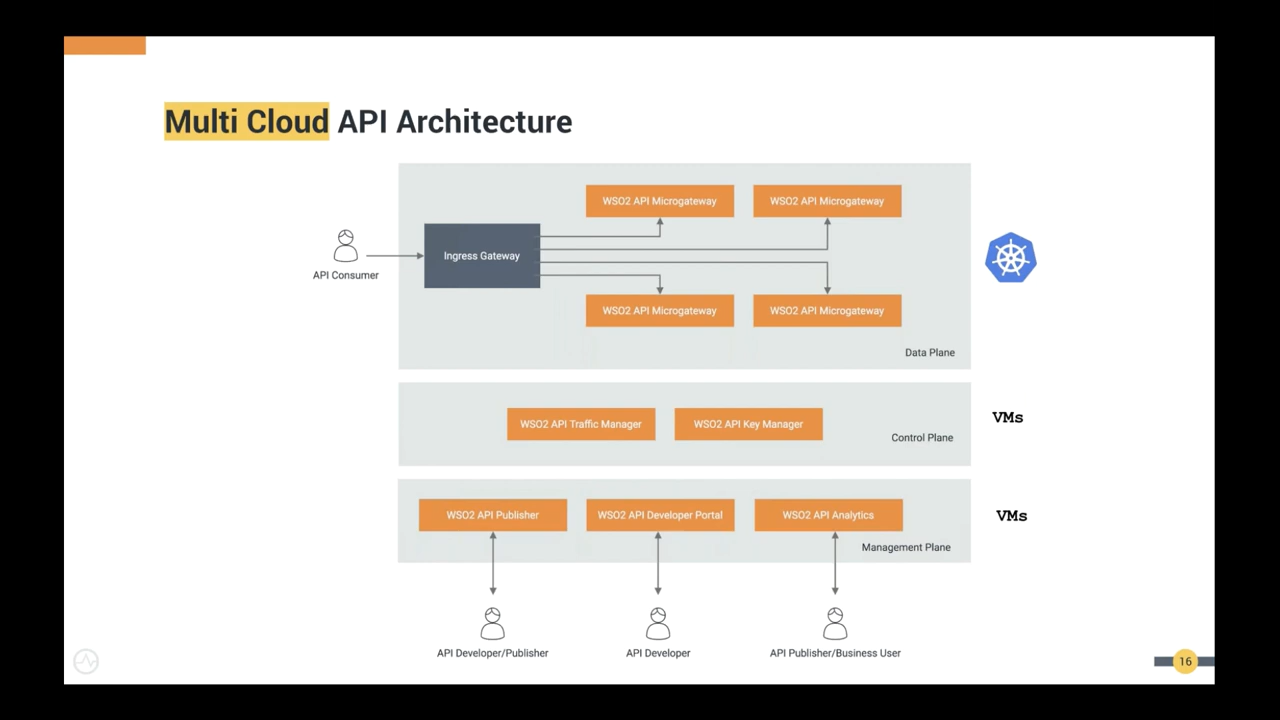 Multi Cloud API Architecture
WSO2 API Microgateway
WSO2 API Microgateway
Ingress Gateway
API Consumer
WSO2 API Microgateway
WSO2 API Microgateway
Data Plane
WSO2 API Traffic Manager
WSO2 API Key Manager
Control Plane
VMs
WSO2 API Publisher
WSO2 API Developer Portal
WSO2 API Analytics
Management Plane
VMs
API Developer/Publisher
API Developer
API Publisher/Business User
16